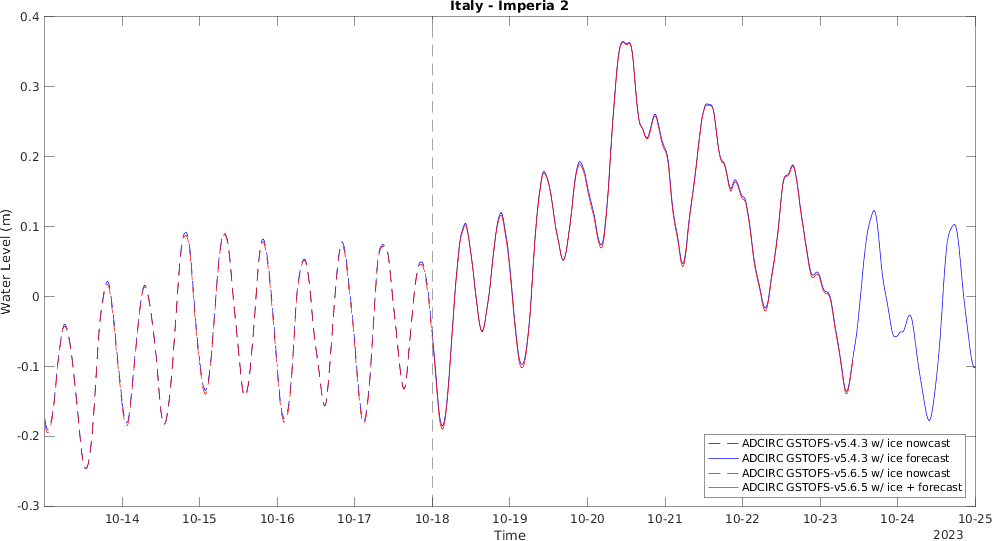 Italy - Imperia 2
0.4
0.3
0.2
0.1
0
-0.1
-0.2
-0.3
Water Level (m)
10-14 10-15 10-16 10-17 10-18 10-19 10-20 10-21 10-22 10-23 10-24 10-25
Time
2023
ADCIRC GSTOFS-v5.4.3 w/ ice nowcast
ADCIRC GSTOFS-v5.4.3 w/ ice forecast
ADCIRC GSTOFS-v5.6.5 w/ ice nowcast
ADCIRC GSTOFS-v5.6.5 w/ ice + forecast